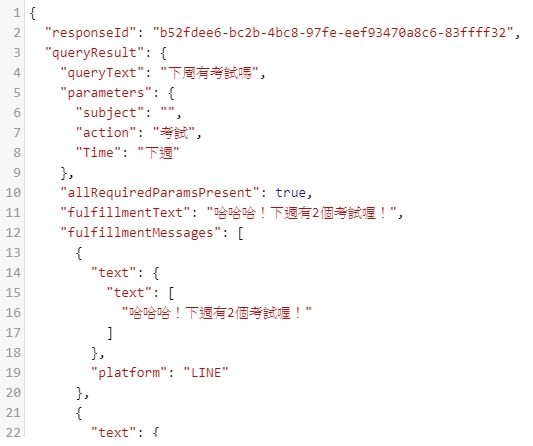 1 {
2 "responseId": "b52fdee6-bc2b-4bc8-97fe-eef93470a8c6-83ffff32",
3 "queryResult": {
4 "queryText": "下周有考試嗎",
5 "parameters": {
6 "subject": "",
7 "action": "考試",
8 "Time": "下週"
9 },
10 "allRequiredParamsPresent": true,
11 "fulfillmentText": "哈哈哈！下週有2個考試喔！",
12 "fulfillmentMessages": [
13 {
14 "text": {
15 "text": [
16 "哈哈哈！下週有2個考試喔！"
17 ]
18 },
19 "platform": "LINE"
20 },
21 {
22 "text": {